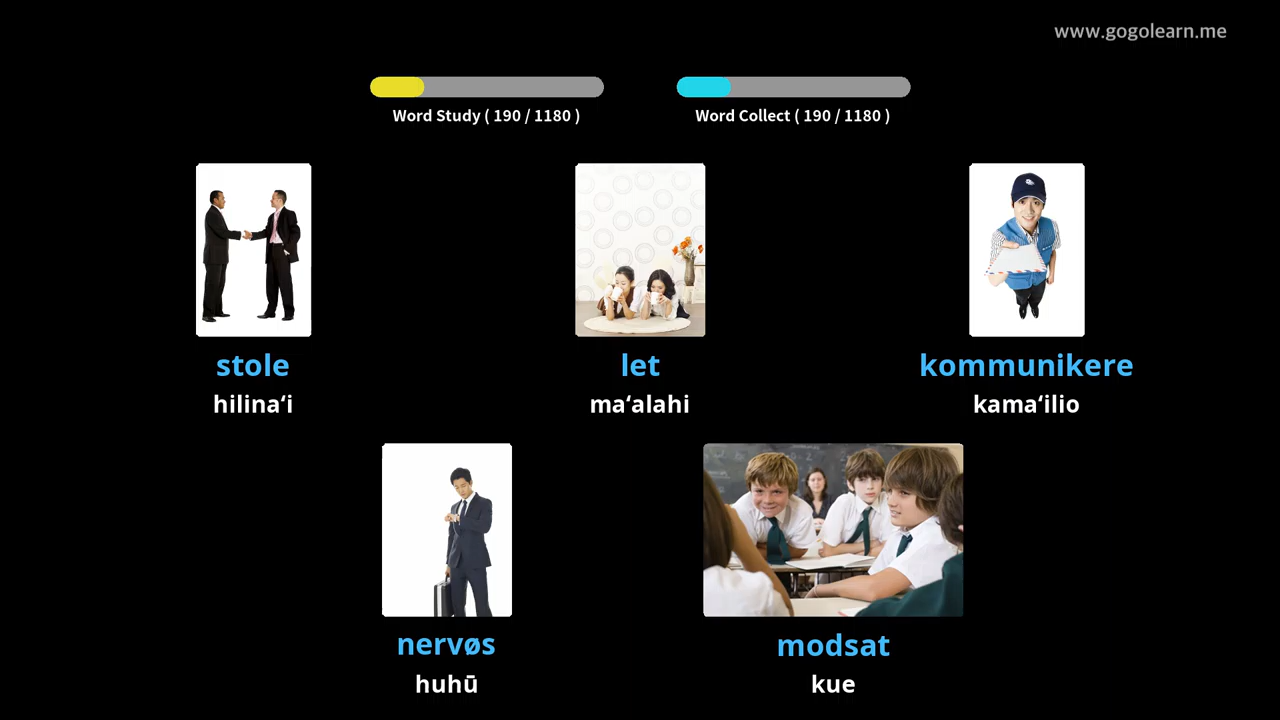 www.gogolearn.me
Word Study ( 190 / 1180 )
Word Collect ( 190 / 1180 )
stole
let
kommunikere
hilinaʻi
maʻalahi
kamaʻilio
nervøs
modsat
huhū
kue